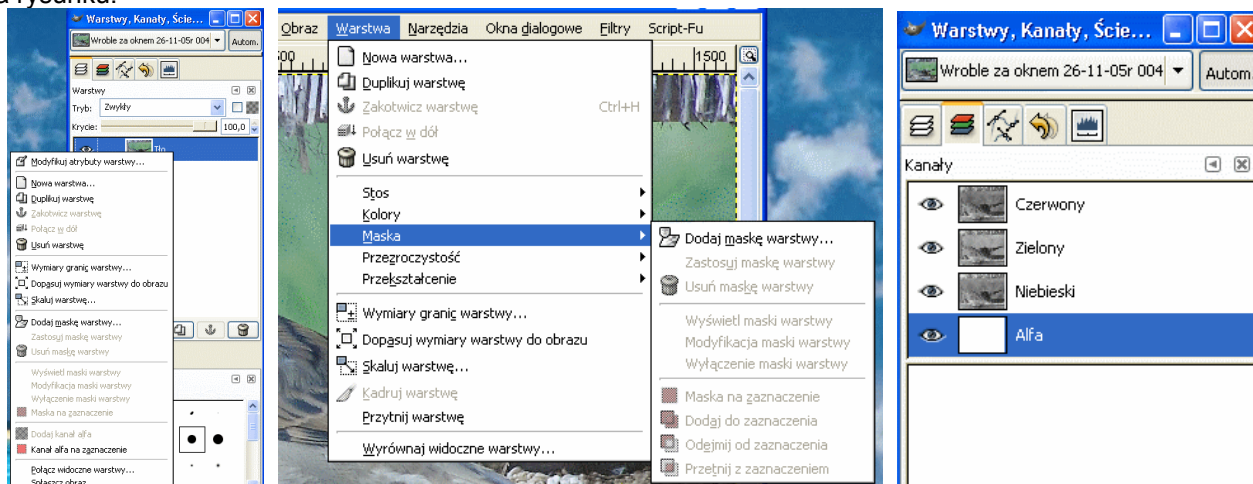 a rysunku.
Warstwy, Kanały, Ście...
Wroble za oknem 26-11-05r 004
Autom.
Warstwy
Tryb: Zwykły
Krycie: 100,0
Tło
Modyfikuj atrybuty warstwy...
Nowa warstwa...
Duplikuj warstwę
Zakotwicz warstwę
Połącz w dół
Usuń warstwę
Wymiary granic warstwy...
Dopasuj wymiary warstwy do obrazu
Skaluj warstwę...
Dodaj maskę warstwy...
Zastosuj maskę warstwy
Usuń maskę warstwy
Wyświetl maski warstwy
Modyfikacja maski warstwy
Wyłączenie maski warstwy
Maska na zaznaczenie
Dodaj kanał alfa
Kanał alfa na zaznaczenie
Połącz widoczne warstwy...
Spłaszcz obraz
Obraz Warstwa Narzędzia Okna dialogowe Filtry Script-Fu
1500
Nowa warstwa...
Duplikuj warstwę
Zakotwicz warstwę Ctrl+H
Połącz w dół
Usuń warstwę
Stos
Kolory
Maska
Przezroczystość
Przekształcenie
Wymiary granic warstwy...
Dopasuj wymiary warstwy do obrazu
Skaluj warstwę...
Kadruj warstwę
Przytnij warstwę
Wyrównaj widoczne warstwy...
Dodaj maskę warstwy...
Zastosuj maskę warstwy
Usuń maskę warstwy
Wyświetl maski warstwy
Modyfikacja maski warstwy
Wyłączenie maski warstwy
Maska na zaznaczenie
Dodaj do zaznaczenia
Odejmij od zaznaczenia
Przetnij z zaznaczeniem
Warstwy, Kanały, Ście...
Wroble za oknem 26-11-05r 004
Autom.
Kanały
Czerwony
Zielony
Niebieski
Alfa